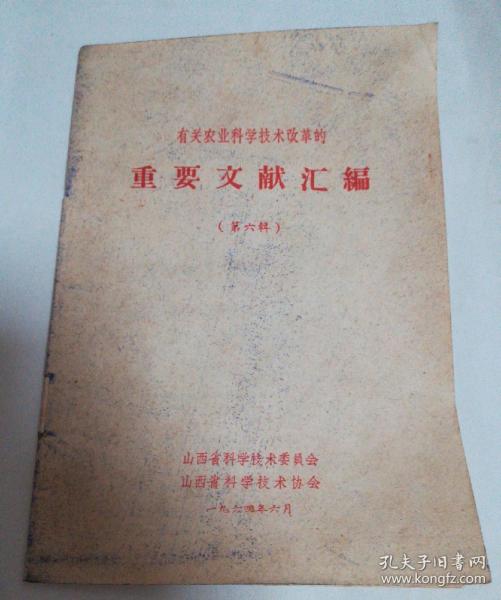 有关农业科学技术改革的
重要文献汇編
（第六辑）
山西省科学技术委員会
山西省科学技术协会
一九六四年六月
孔夫子旧书网
www.kongfz.com